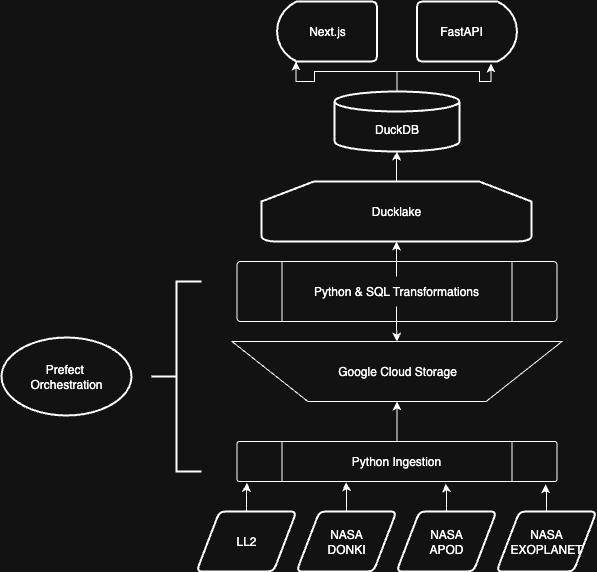 Next.js
FastAPI
DuckDB
Ducklake
Python & SQL Transformations
Prefect
Orchestration
Google Cloud Storage
Python Ingestion
LL2
NASA
DONKI
NASA
APOD
NASA
EXOPLANET